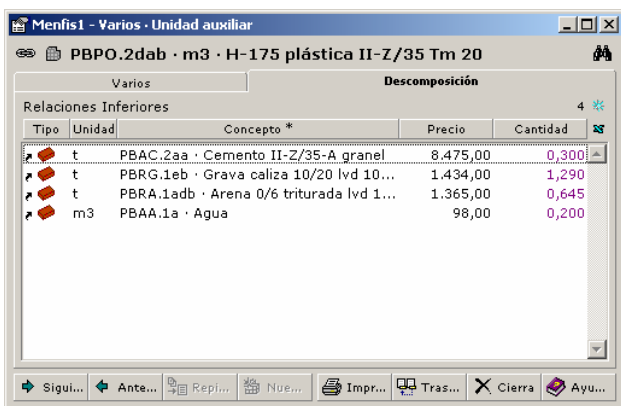 Menfis1 - Varios · Unidad auxiliar
PBPO.2dab · m3 · H-175 plástica II-Z/35 Tm 20
Varios Descomposición
Relaciones Inferiores 4
Tipo Unidad Concepto * Precio Cantidad
t PBAC.2aa · Cemento II-Z/35-A granel 8.475,00 0,300
t PBRG.1eb · Grava caliza 10/20 lvd 10... 1.434,00 1,290
t PBRA.1adb · Arena 0/6 triturada lvd 1... 1.365,00 0,645
m3 PBAA.1a · Agua 98,00 0,200
Sigui... Ante... Repi... Nue... Impr... Tras... Cierra Ayu...